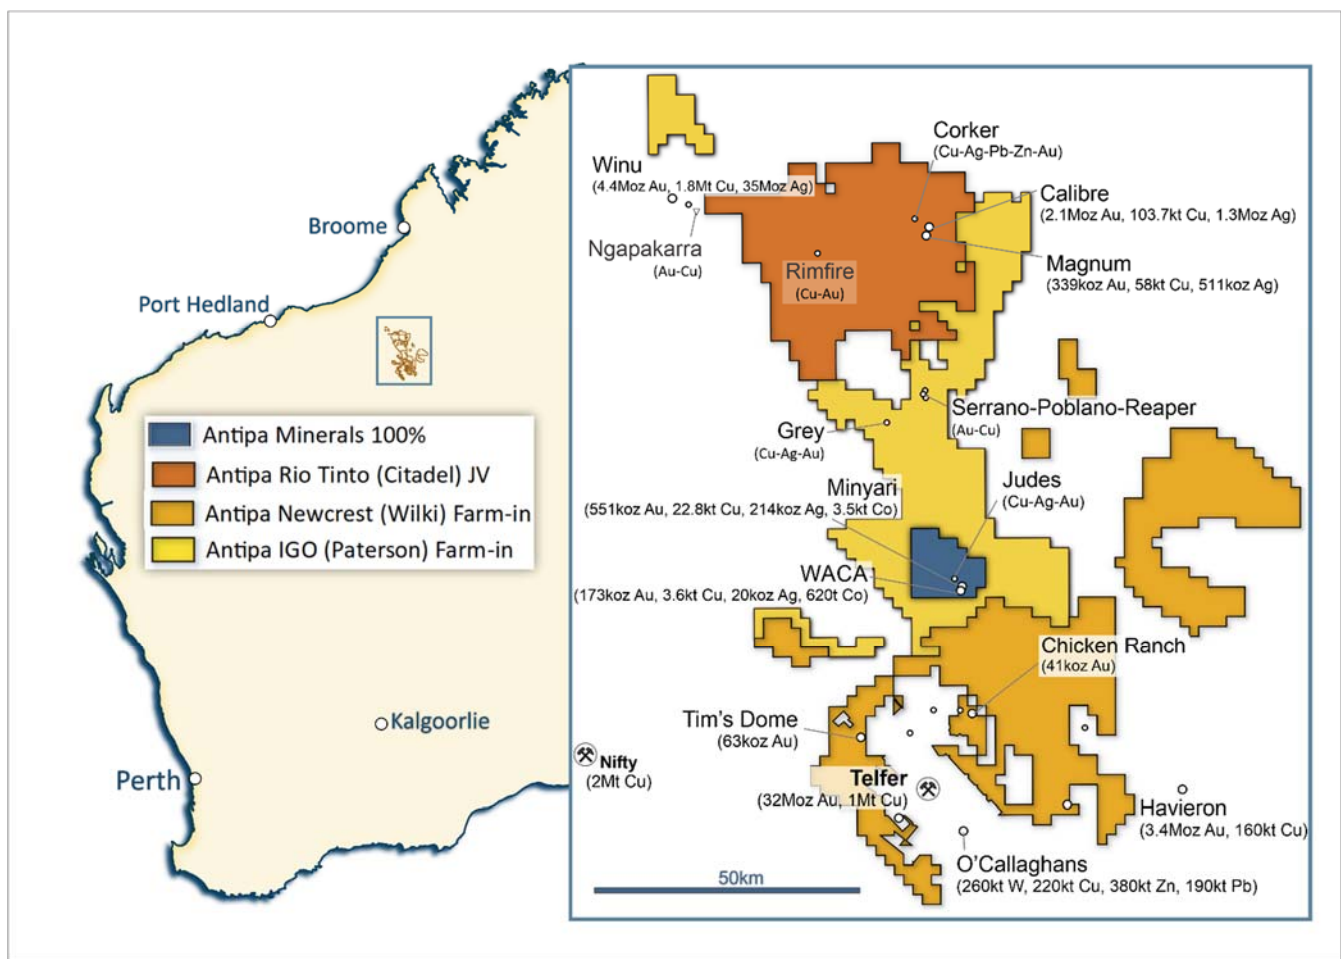 Broome
Port Hedland
Antipa Minerals 100%
Antipa Rio Tinto (Citadel) JV
Antipa Newcrest (Wilki) Farm-in
Antipa IGO (Paterson) Farm-in
Kalgoorlie
Perth
Corker
(Cu-Ag-Pb-Zn-Au)
Winu
(4.4Moz Au, 1.8Mt Cu, 35Moz Ag)
Calibre
(2.1Moz Au, 103.7kt Cu, 1.3Moz Ag)
Ngapakarra
(Au-Cu)
Rimfire
(Cu-Au)
Magnum
(339koz Au, 58kt Cu, 511koz Ag)
Serrano-Poblano-Reaper
(Au-Cu)
Grey
(Cu-Ag-Au)
Judes
(Cu-Ag-Au)
Minyari
(551koz Au, 22.8kt Cu, 214koz Ag, 3.5kt Co)
WACA
(173koz Au, 3.6kt Cu, 20koz Ag, 620t Co)
Chicken Ranch
(41koz Au)
Tim's Dome
(63koz Au)
Nifty
(2Mt Cu)
Telfer
(32Moz Au, 1Mt Cu)
Havieron
(3.4Moz Au, 160kt Cu)
O'Callaghans
(260kt W, 220kt Cu, 380kt Zn, 190kt Pb)
50km